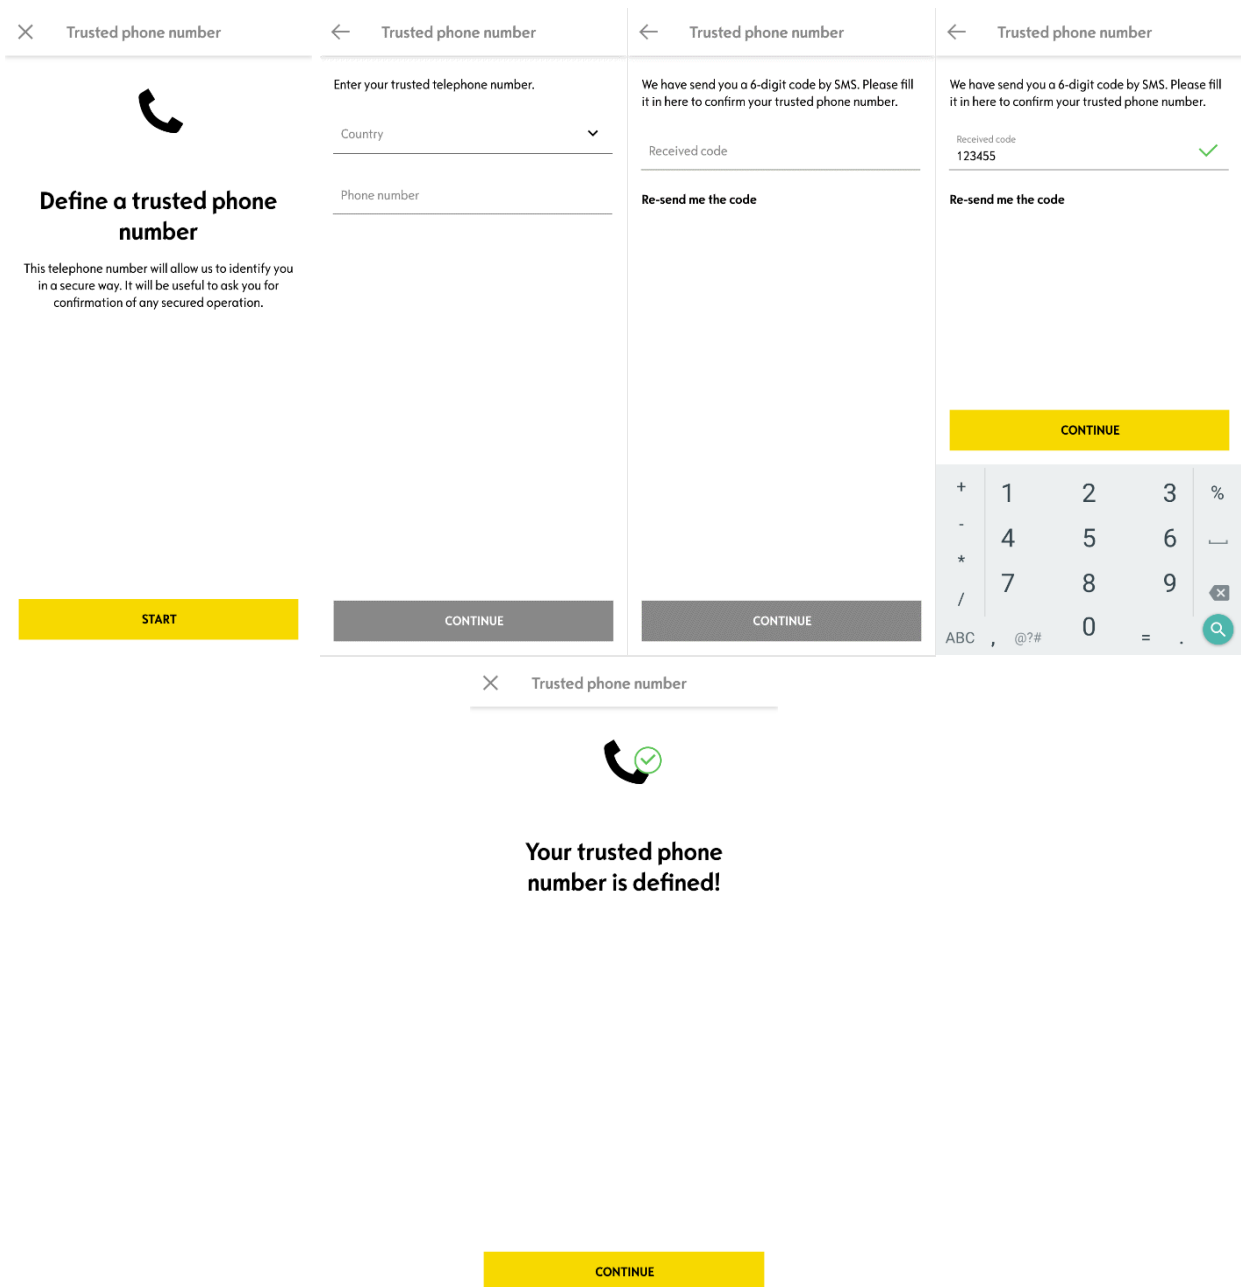 Trusted phone number
Define a trusted phone
number
This telephone number will allow us to identify you
in a secure way. It will be useful to ask you for
confirmation of any secured operation.
START
Trusted phone number
Enter your trusted telephone number.
Country
Phone number
CONTINUE
Trusted phone number
We have send you a 6-digit code by SMS. Please fill
it in here to confirm your trusted phone number.
Received code
Re-send me the code
CONTINUE
Trusted phone number
We have send you a 6-digit code by SMS. Please fill
it in here to confirm your trusted phone number.
Received code
123455
Re-send me the code
CONTINUE
+ 1 2 3 %
-
4 5 6
*
7 8 9
/
ABC , @?# 0 = .
Trusted phone number
Your trusted phone
number is defined!
CONTINUE